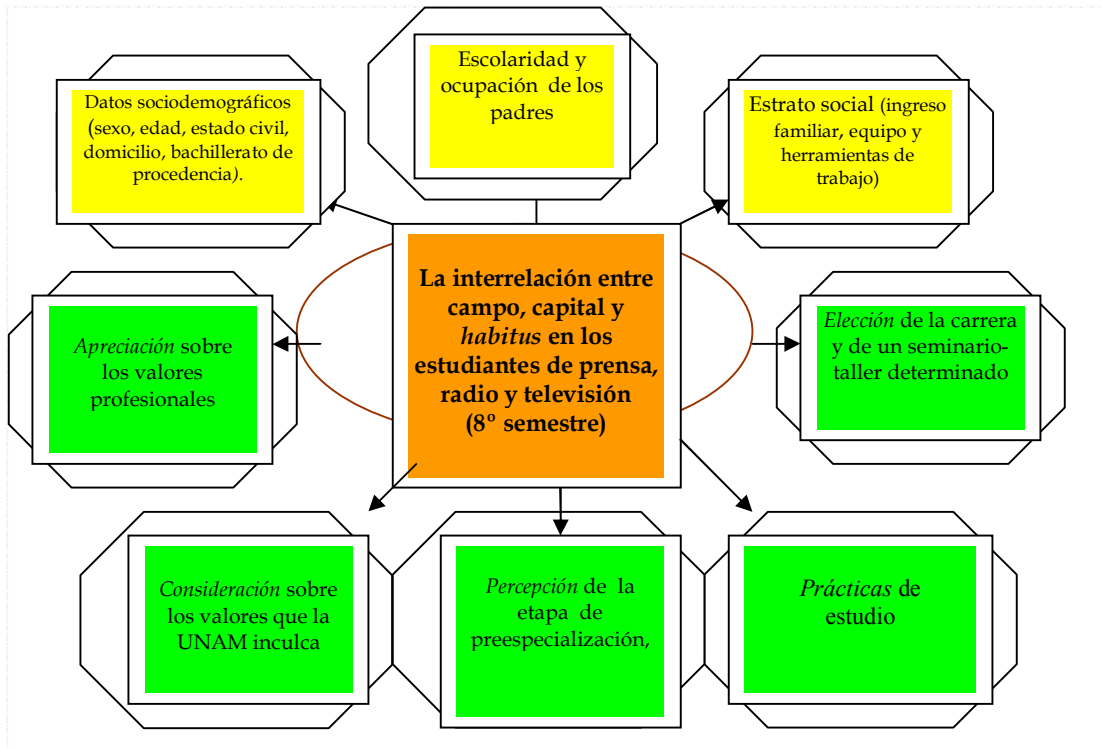 Datos sociodemográficos
(sexo, edad, estado civil,
domicilio, bachillerato de
procedencia).
Escolaridad y
ocupación de los
padres
Estrato social (ingreso
familiar, equipo y
herramientas de
trabajo)
La interrelación entre
campo, capital y
habitus en los
estudiantes de prensa,
radio y televisión
(8º semestre)
Apreciación sobre
los valores
profesionales
Elección de la carrera
y de un seminario-
taller determinado
Consideración sobre
los valores que la
UNAM inculca
Percepción de la
etapa de
preespecialización,
Prácticas de
estudio